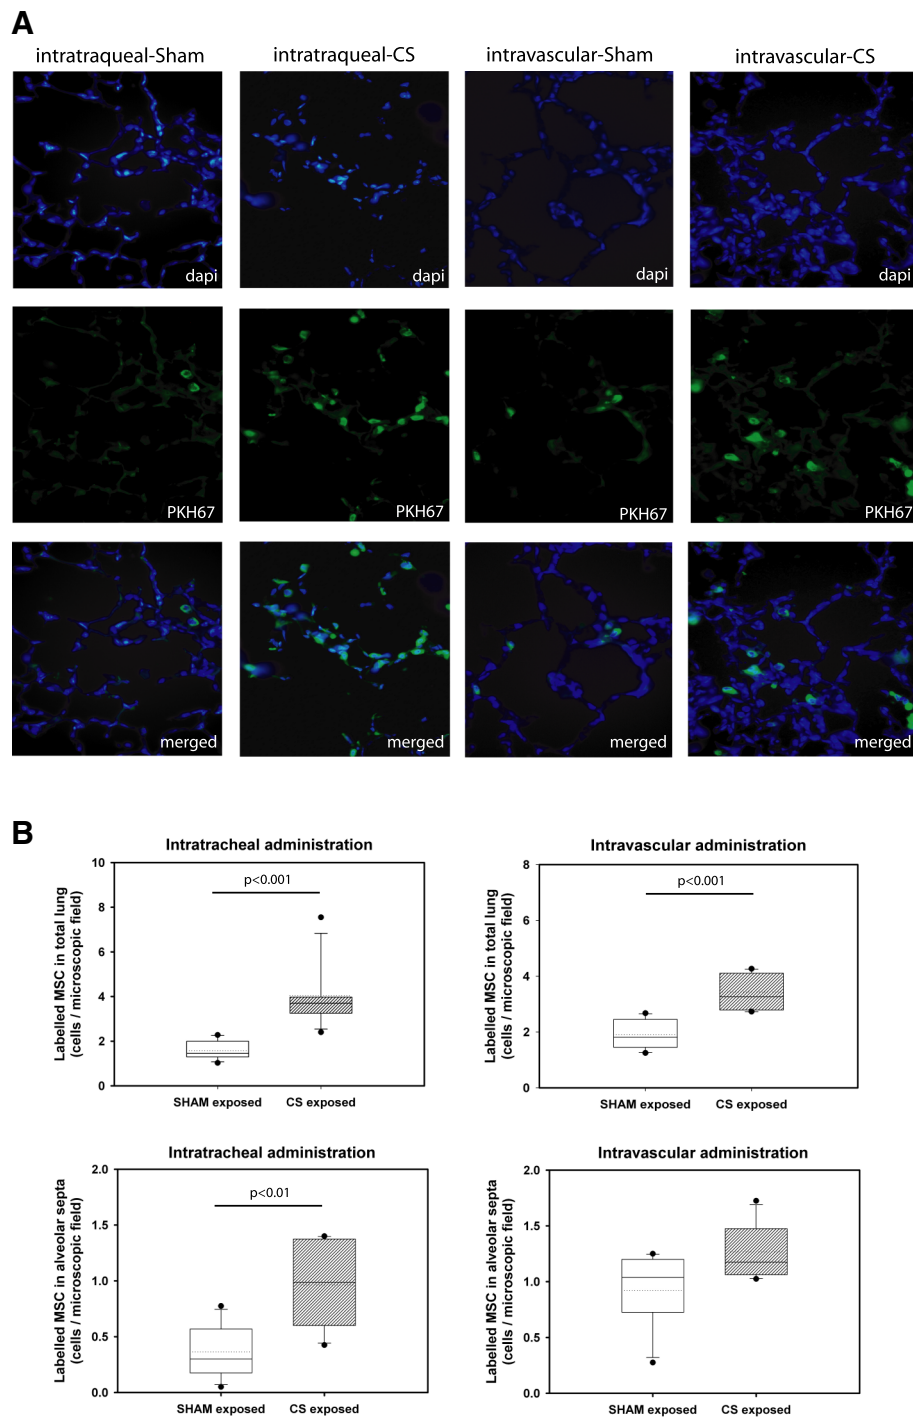 A
intratraqueal-Sham
intratraqueal-CS
intravascular-Sham
intravascular-CS
dapi
dapi
dapi
dapi
PKH67
PKH67
PKH67
PKH67
merged
merged
merged
merged
B
Intratracheal administration
Labelled MSC in total lung
(cells / microscopic field)
10
8
6
4
2
0
p<0.001
SHAM exposed
CS exposed
Intravascular administration
Labelled MSC in total lung
(cells / microscopic field)
8
6
4
2
0
p<0.001
SHAM exposed
CS exposed
Intratracheal administration
Labelled MSC in alveolar septa
(cells / microscopic field)
2.0
1.5
1.0
0.5
0.0
p<0.01
SHAM exposed
CS exposed
Intravascular administration
Labelled MSC in alveolar septa
(cells / microscopic field)
2.0
1.5
1.0
0.5
0.0
SHAM exposed
CS exposed